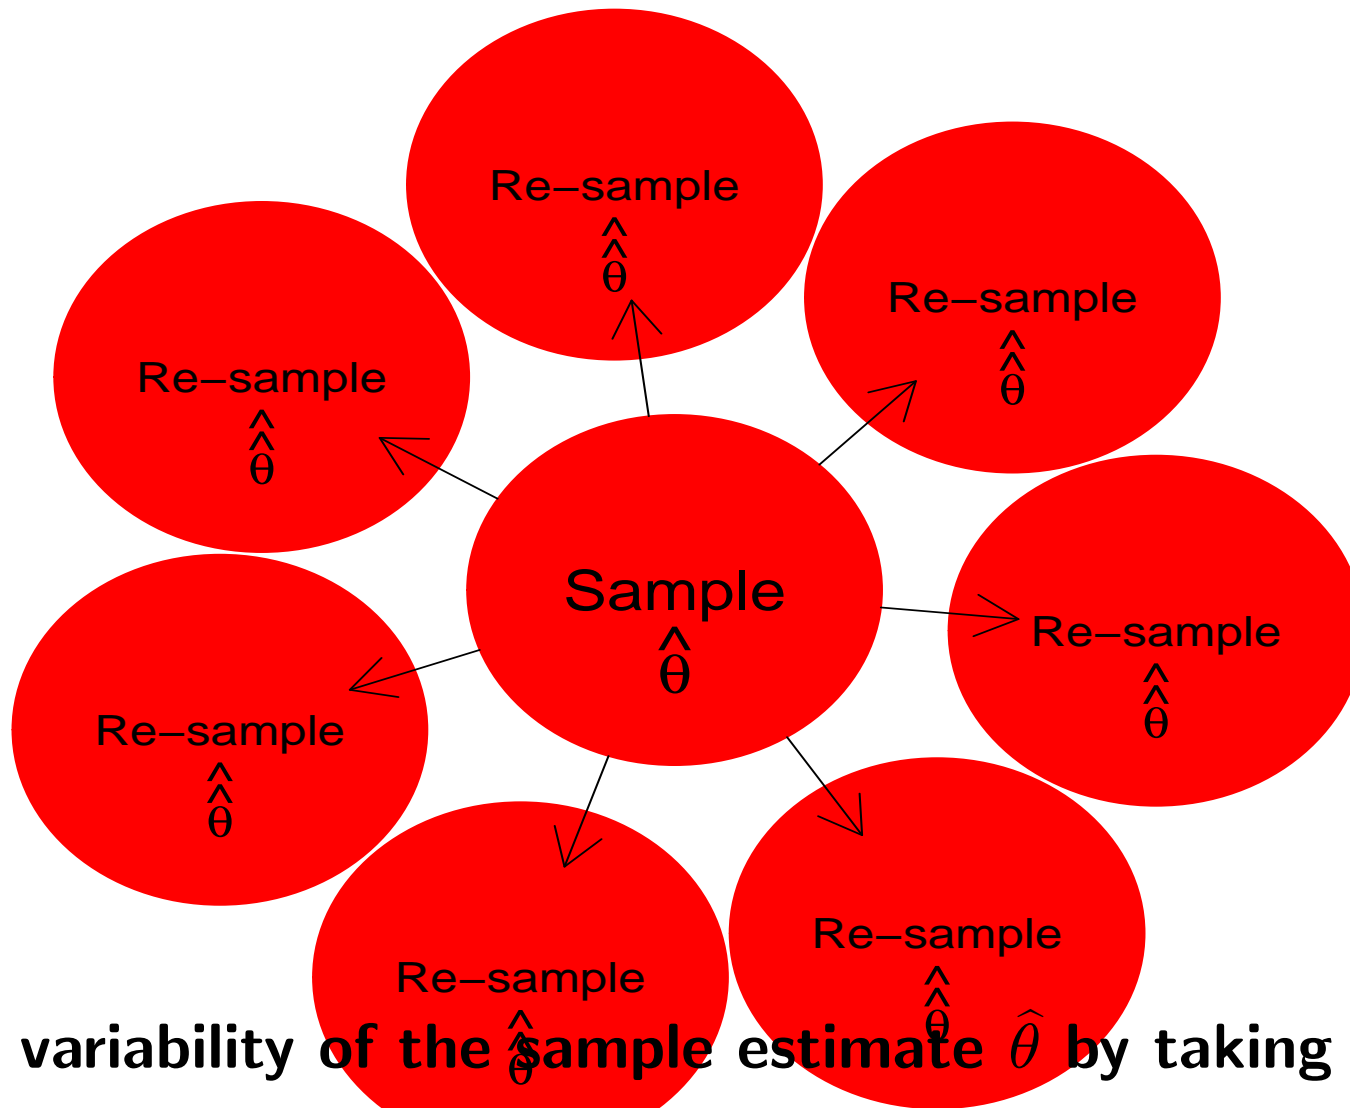 Re–sample
θ̂̂
Re–sample
θ̂̂
Re–sample
θ̂̂
Sample
θ̂
Re–sample
θ̂̂
Re–sample
θ̂̂
Re–sample
θ̂̂
Re–sample
θ̂̂
variability of the sample estimate θ̂ by taking